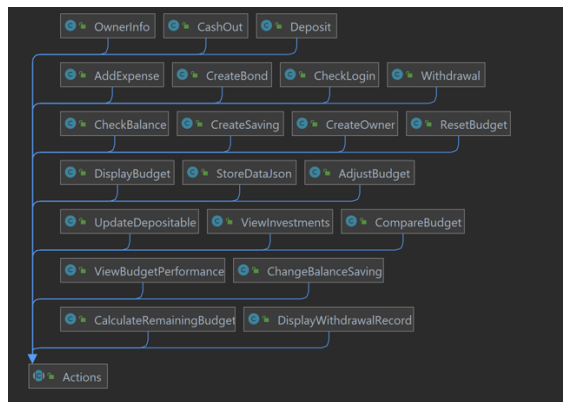 OwnerInfo CashOut Deposit
AddExpense CreateBond CheckLogin Withdrawal
CheckBalance CreateSaving CreateOwner ResetBudget
DisplayBudget StoreDataJson AdjustBudget
UpdateDepositable ViewInvestments CompareBudget
ViewBudgetPerformance ChangeBalanceSaving
CalculateRemainingBudget DisplayWithdrawalRecord
Actions